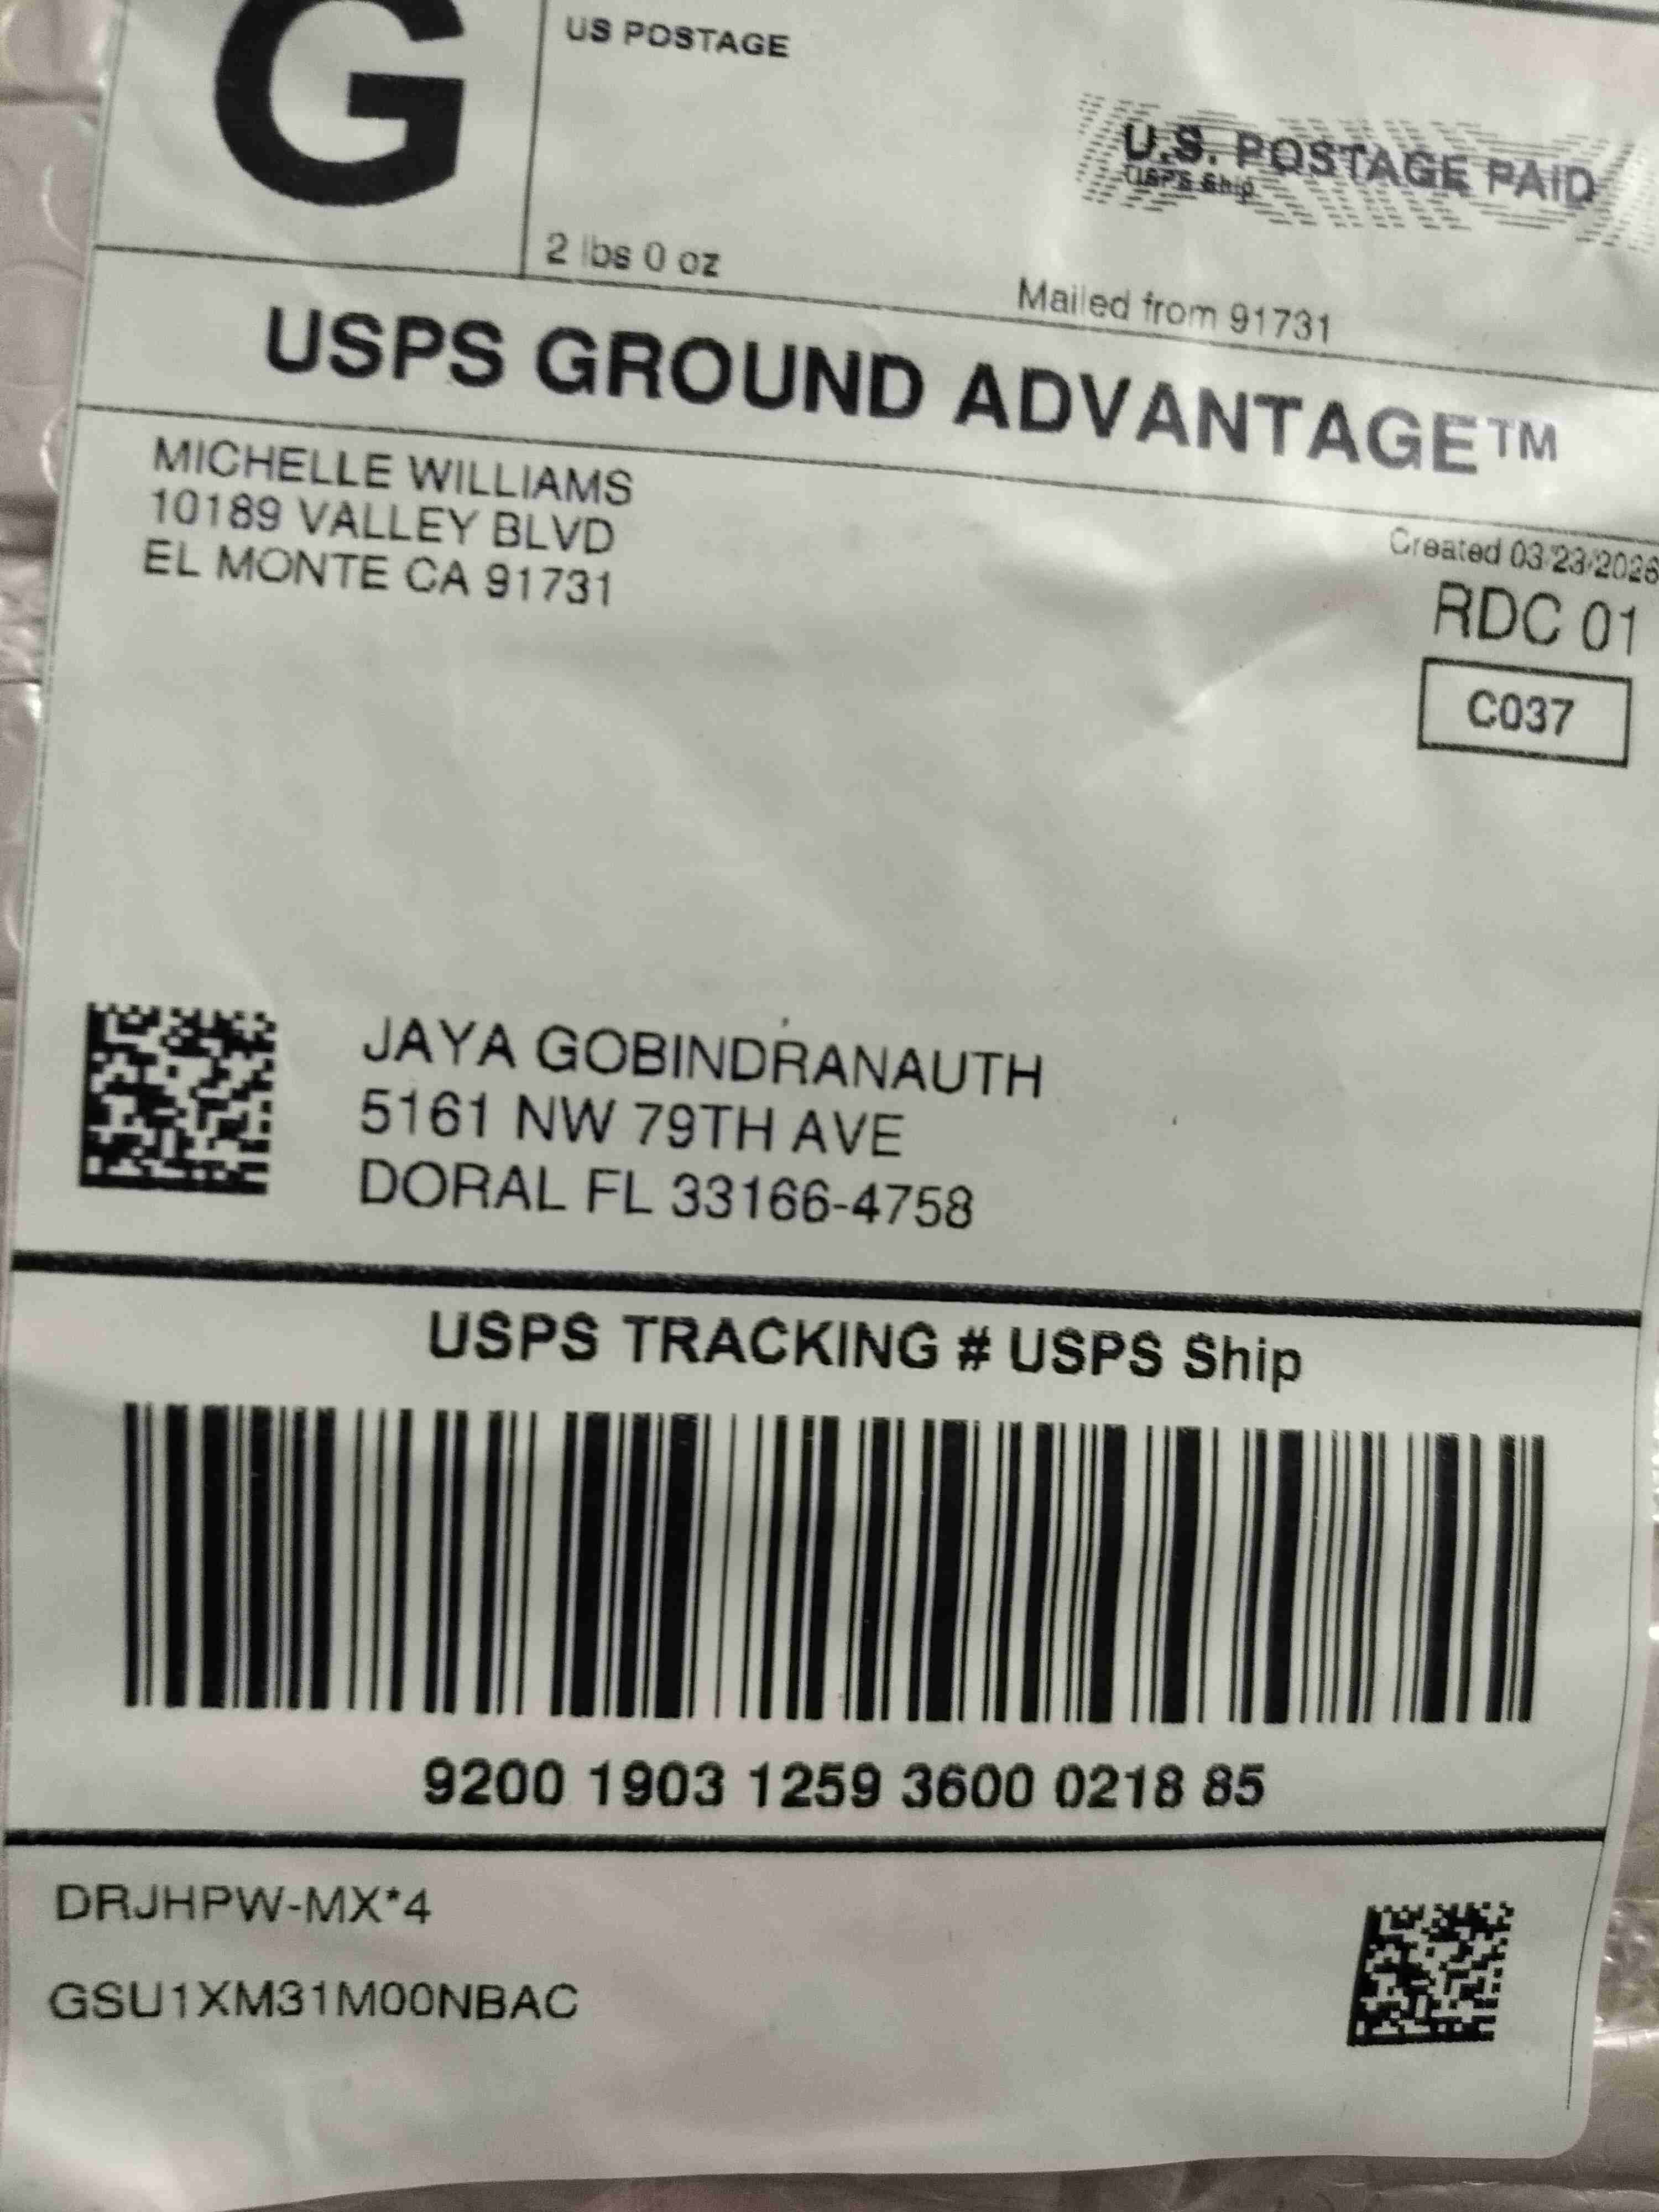 G
US POSTAGE
U.S. POSTAGE PAID
USPS Ship
2 lbs 0 oz
Mailed from 91731
USPS GROUND ADVANTAGE™
MICHELLE WILLIAMS
10189 VALLEY BLVD
EL MONTE CA 91731
Created 03/23/2026
RDC 01
C037
JAYA GOBINDRANAUTH
5161 NW 79TH AVE
DORAL FL 33166-4758
USPS TRACKING # USPS Ship
9200 1903 1259 3600 0218 85
DRJHPW-MX*4
GSU1XM31M00NBAC